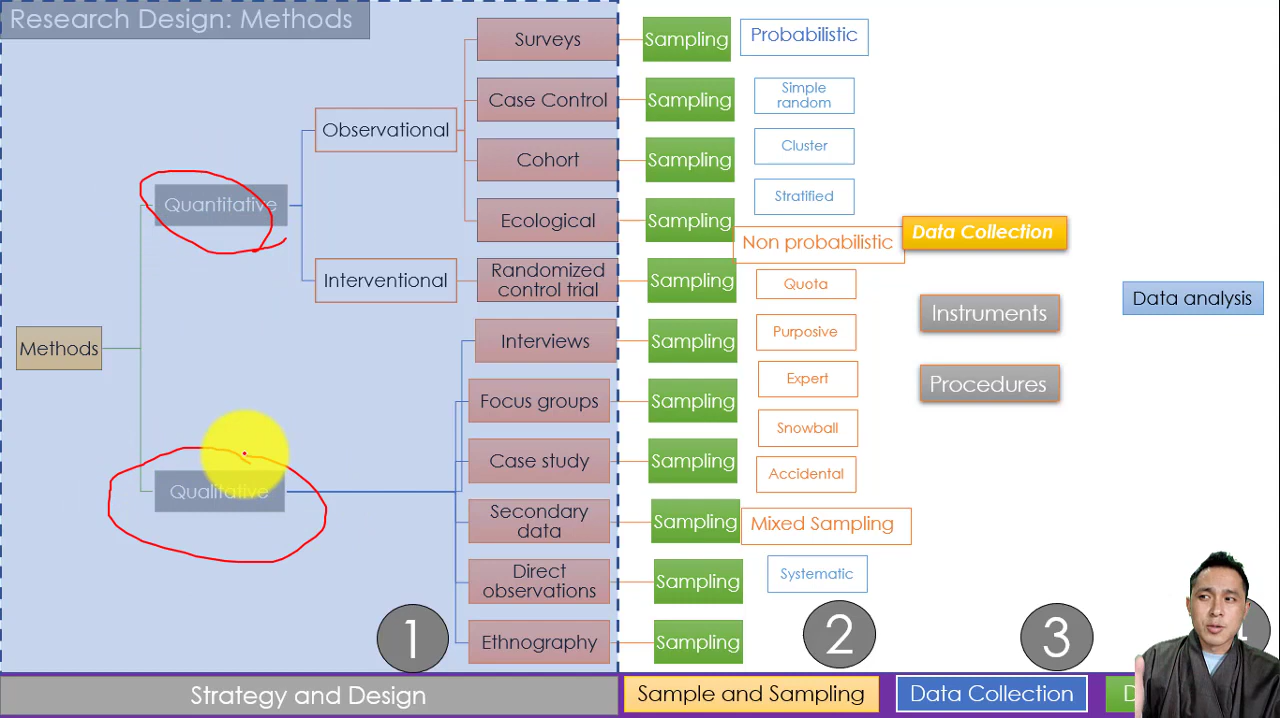 Research Design: Methods
Methods
Quantitative
Qualitative
Observational
Interventional
Surveys
Case Control
Cohort
Ecological
Randomized
control trial
Interviews
Focus groups
Case study
Secondary
data
Direct
observations
Ethnography
Sampling
Sampling
Sampling
Sampling
Sampling
Sampling
Sampling
Sampling
Sampling
Sampling
Sampling
Probabilistic
Simple
random
Cluster
Stratified
Non probabilistic
Quota
Purposive
Expert
Snowball
Accidental
Mixed Sampling
Systematic
Data Collection
Instruments
Procedures
Data analysis
1
2
3
Strategy and Design
Sample and Sampling
Data Collection